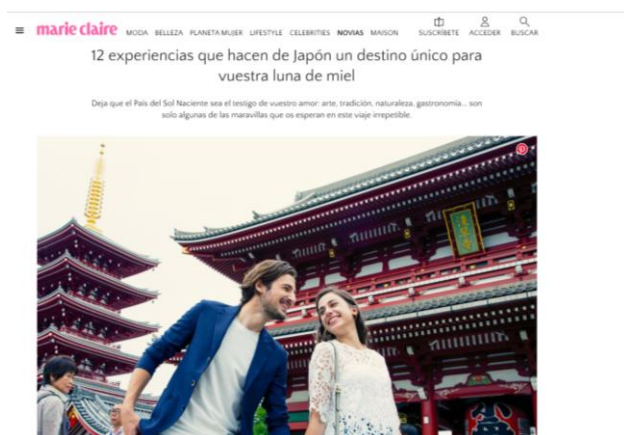 marie claire MODA BELLEZA PLANETA MUJER LIFESTYLE CELEBRITIES NOVIAS MAISON SUSCRÍBETE ACCEDER BUSCAR
12 experiencias que hacen de Japón un destino único para
vuestra luna de miel
Deja que el País del Sol Naciente sea el testigo de vuestro amor: arte, tradición, naturaleza, gastronomía... son
solo algunas de las maravillas que os esperan en este viaje irrepetible.